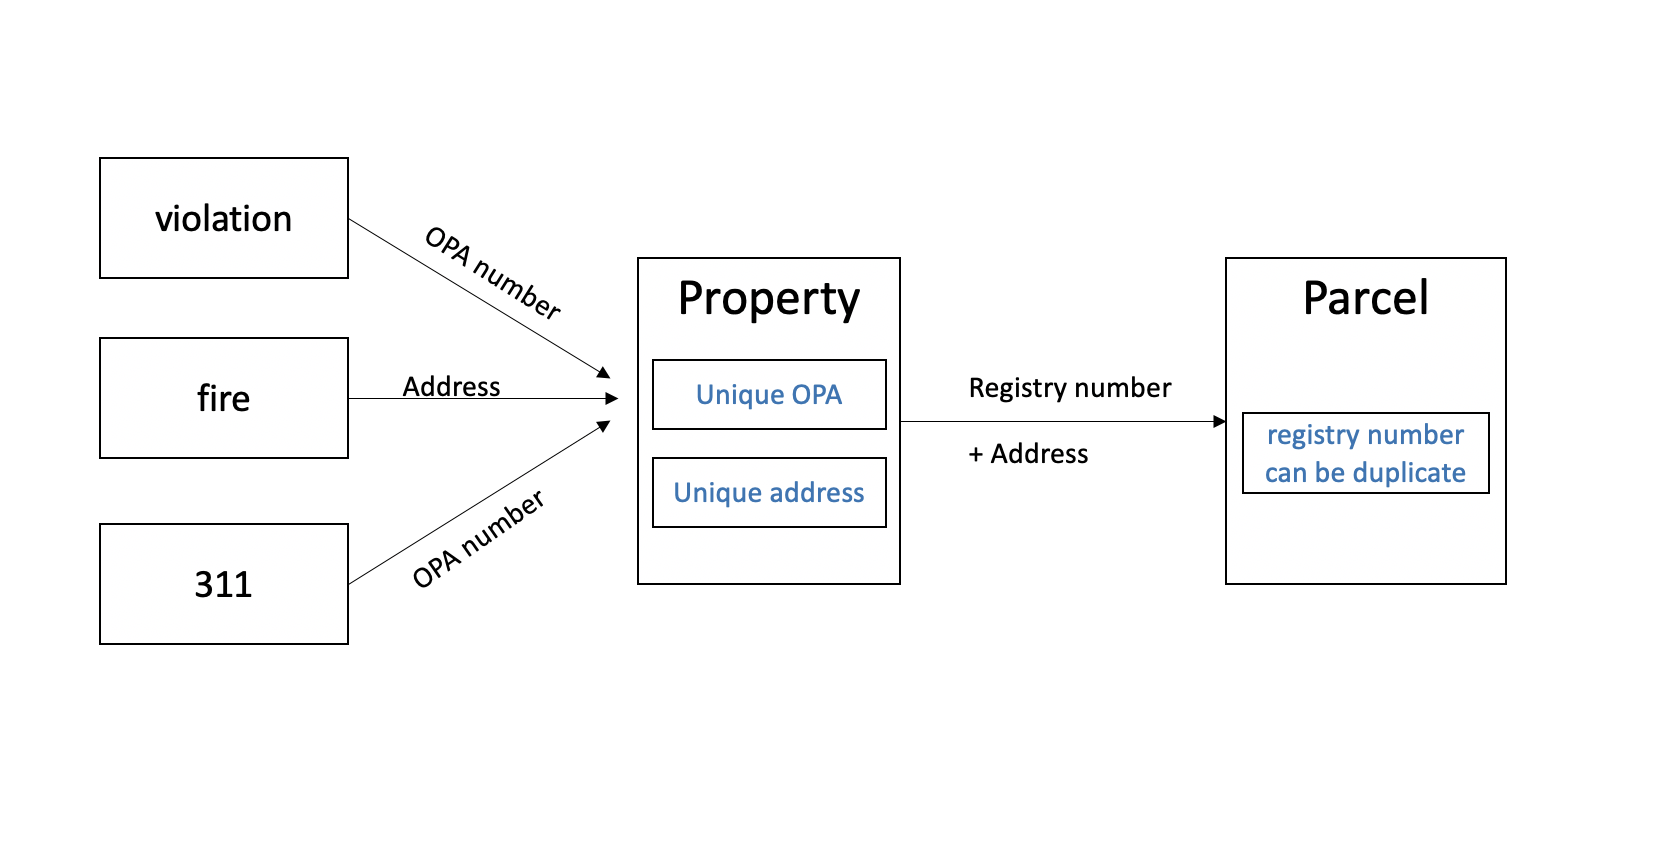 violation
OPA number
fire
Address
311
OPA number
Property
Unique OPA
Unique address
Registry number
+ Address
Parcel
registry number
can be duplicate